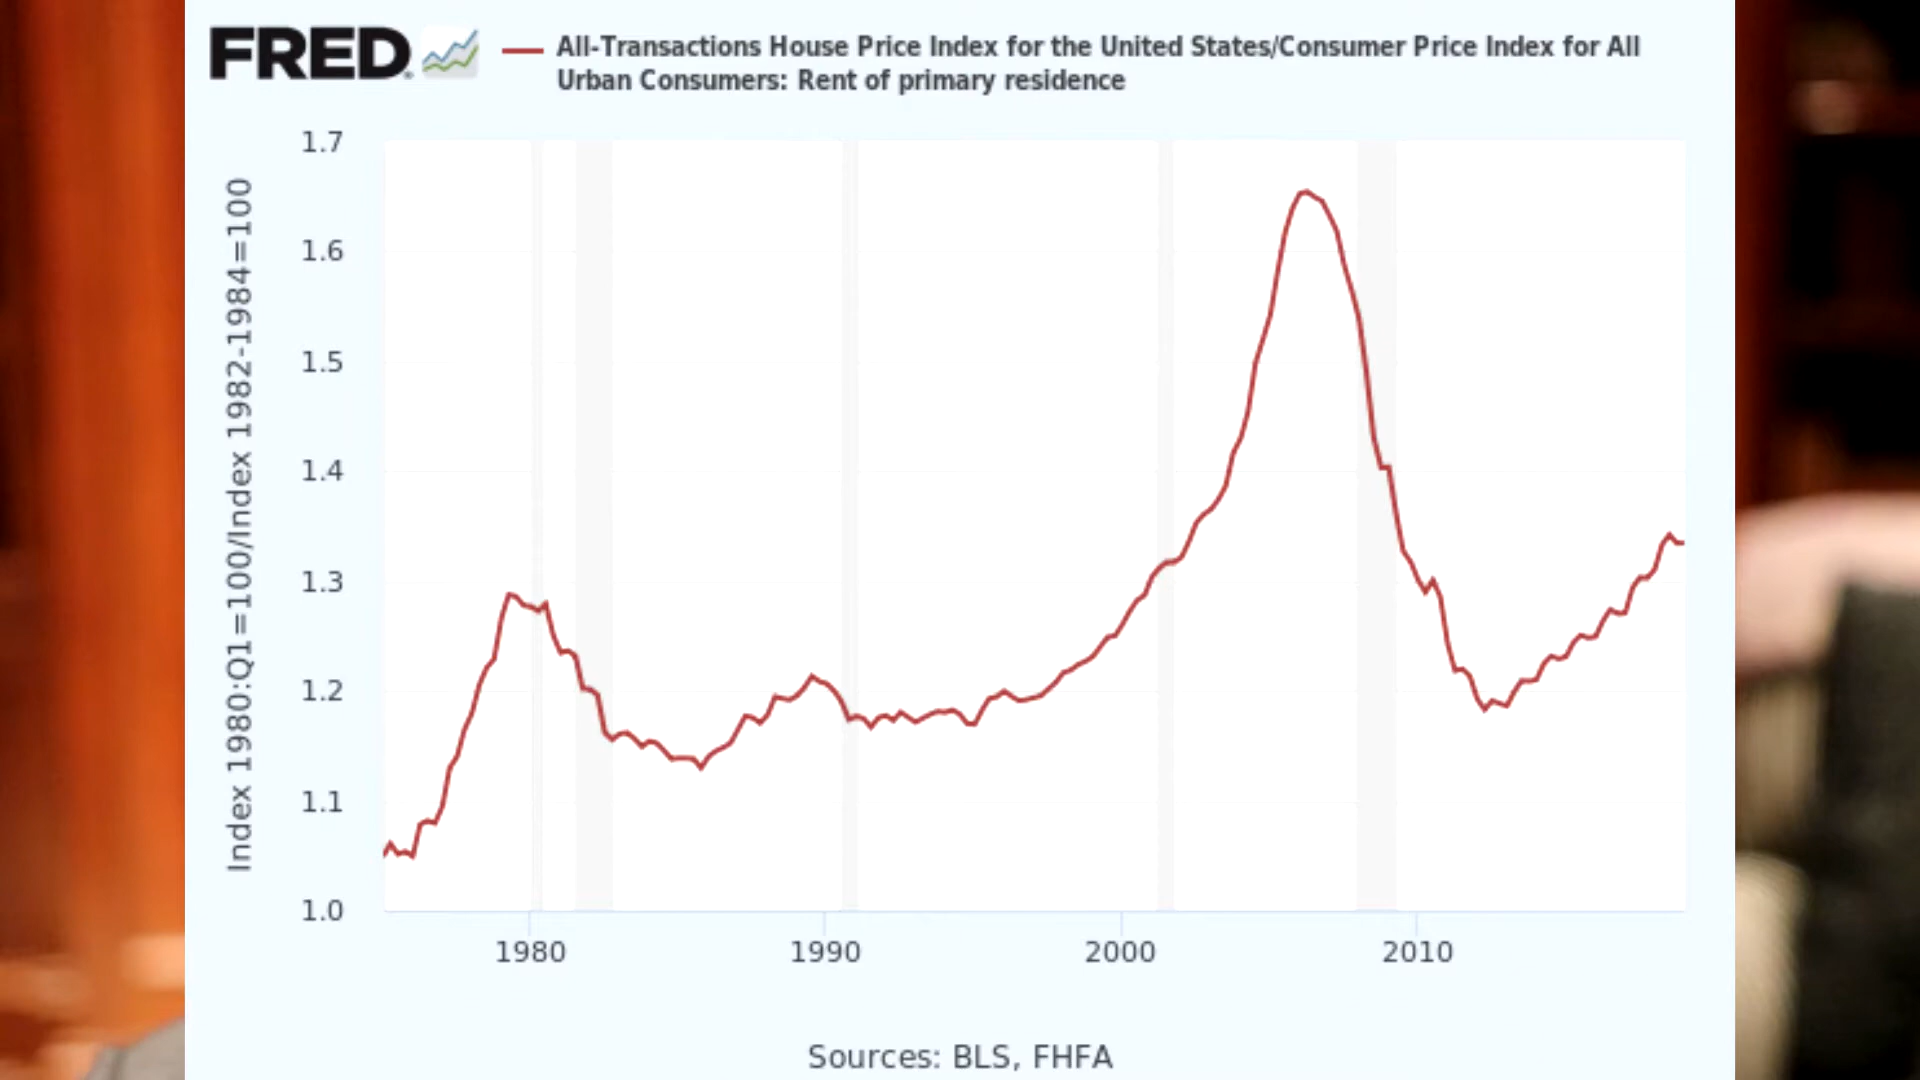 FRED
All-Transactions House Price Index for the United States/Consumer Price Index for All
Urban Consumers: Rent of primary residence
Index 1980:Q1=100/Index 1982-1984=100
1.7
1.6
1.5
1.4
1.3
1.2
1.1
1.0
1980
1990
2000
2010
Sources: BLS, FHFA